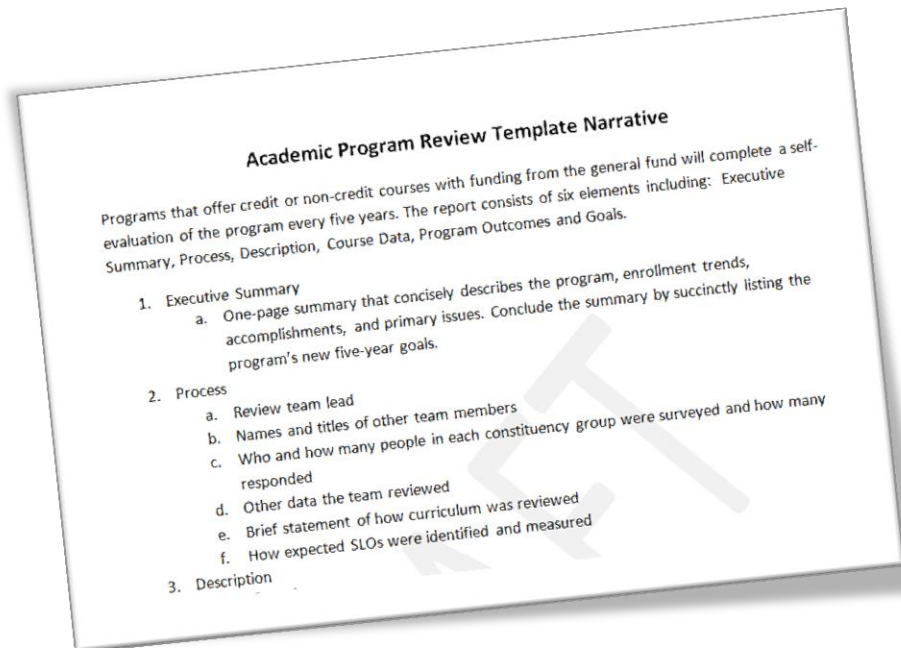 Academic Program Review Template Narrative
Programs that offer credit or non-credit courses with funding from the general fund will complete a self-
evaluation of the program every five years. The report consists of six elements including: Executive
Summary, Process, Description, Course Data, Program Outcomes and Goals.
1. Executive Summary
a. One-page summary that concisely describes the program, enrollment trends,
accomplishments, and primary issues. Conclude the summary by succinctly listing the
program's new five-year goals.
2. Process
a. Review team lead
b. Names and titles of other team members
c. Who and how many people in each constituency group were surveyed and how many
responded
d. Other data the team reviewed
e. Brief statement of how curriculum was reviewed
f. How expected SLOs were identified and measured
3. Description